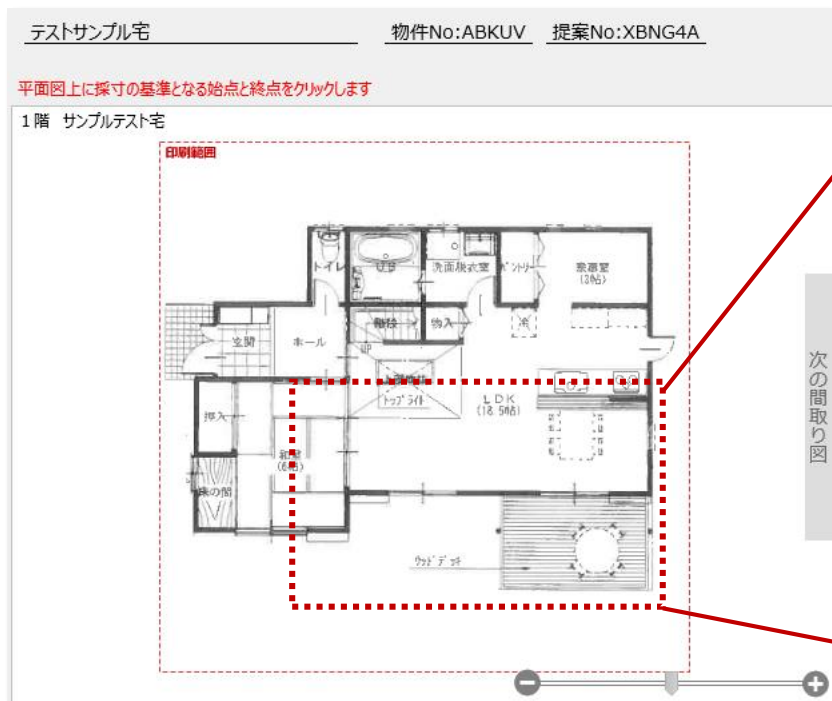 テストサンプル宅
物件No:ABKUV
提案No:XBNG4A
平面図上に採寸の基準となる始点と終点をクリックします
1階 サンプルテスト宅
印刷範囲
トイレ
U.B
洗面脱衣室
パントリー
(3帖)
玄関
ホール
階段
物入
冷
UP
トップライト
LDK
(18.5帖)
押入
和室
(6帖)
床の間
ウッドデッキ
次の間取り図